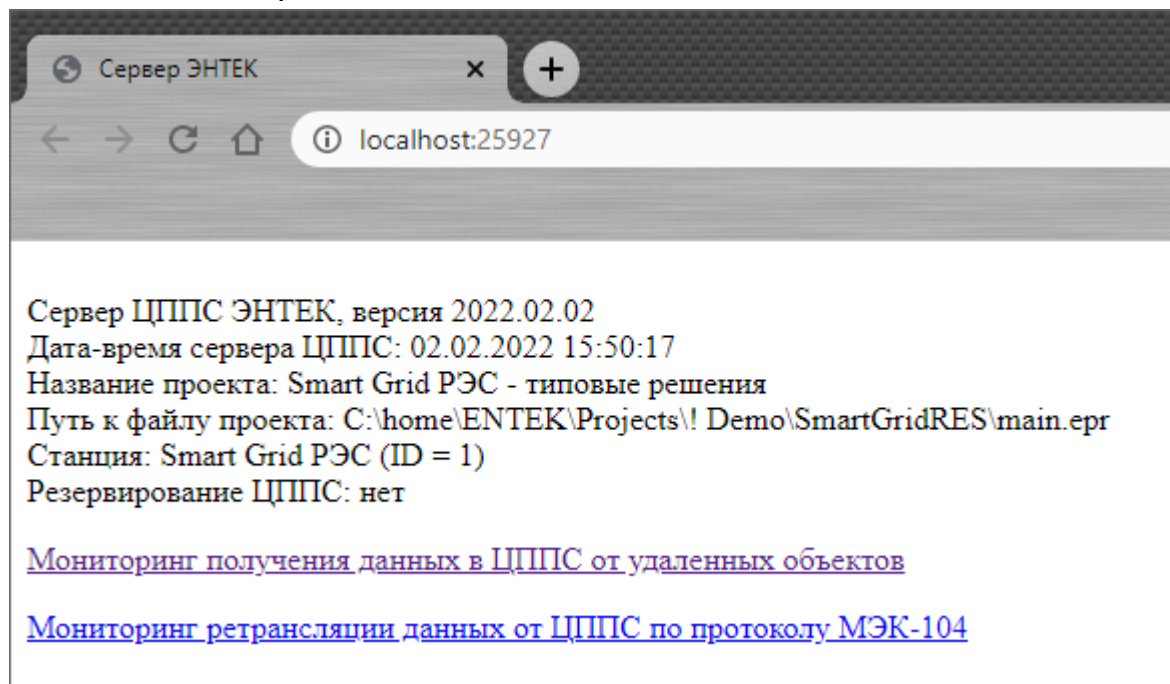 Сервер ЭНТЕК
localhost:25927
Сервер ЦППС ЭНТЕК, версия 2022.02.02
Дата-время сервера ЦППС: 02.02.2022 15:50:17
Название проекта: Smart Grid РЭС - типовые решения
Путь к файлу проекта: C:\home\ENTEK\Projects\! Demo\SmartGridRES\main.epr
Станция: Smart Grid РЭС (ID = 1)
Резервирование ЦППС: нет
Мониторинг получения данных в ЦППС от удаленных объектов
Мониторинг ретрансляции данных от ЦППС по протоколу МЭК-104